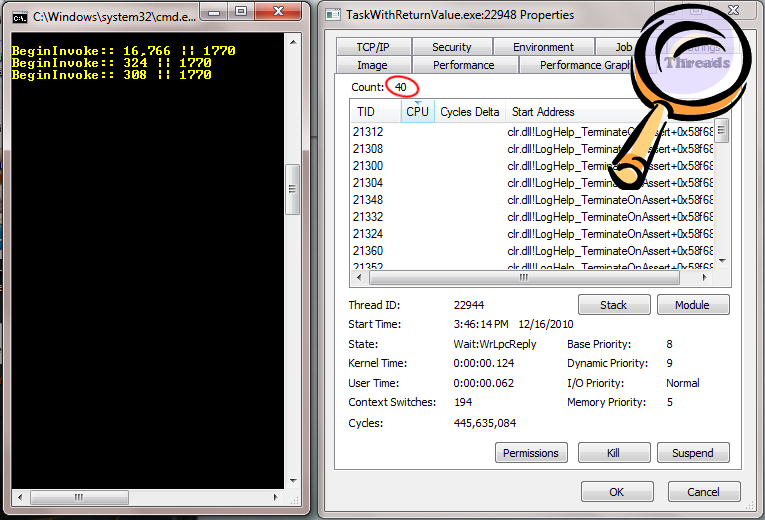 C:\Windows\system32\cmd.e...
BeginInvoke:: 16,766 || 1770
BeginInvoke:: 324 || 1770
BeginInvoke:: 308 || 1770
TaskWithReturnValue.exe:22948 Properties
TCP/IP Security Environment Job
Image Performance Performance Graph Threads
Count: 40
TID CPU Cycles Delta Start Address
21312 clr.dll!LogHelp_TerminateOnAssert+0x58f68
21308 clr.dll!LogHelp_TerminateOnAssert+0x58f68
21300 clr.dll!LogHelp_TerminateOnAssert+0x58f68
21304 clr.dll!LogHelp_TerminateOnAssert+0x58f68
21348 clr.dll!LogHelp_TerminateOnAssert+0x58f68
21332 clr.dll!LogHelp_TerminateOnAssert+0x58f68
21324 clr.dll!LogHelp_TerminateOnAssert+0x58f68
21360 clr.dll!LogHelp_TerminateOnAssert+0x58f68
21352 clr.dll!LogHelp_TerminateOnAssert+0x58f68
Thread ID: 22944 Stack Module
Start Time: 3:46:14 PM 12/16/2010
State: Wait:WrLpcReply Base Priority: 8
Kernel Time: 0:00:00.124 Dynamic Priority: 9
User Time: 0:00:00.062 I/O Priority: Normal
Context Switches: 194 Memory Priority: 5
Cycles: 445,635,084
Permissions Kill Suspend
OK Cancel